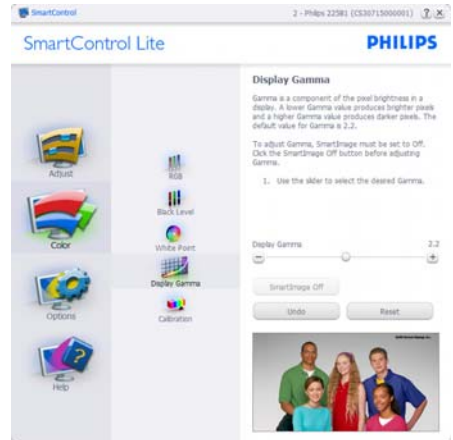 SmartControl
2 - Philips 225B1 (CS30715000001)
SmartControl Lite
PHILIPS
Adjust
Color
Options
Help
RGB
Black Level
White Point
Display Gamma
Calibration
Display Gamma
Gamma is a component of the pixel brightness in a
display. A lower Gamma value produces brighter pixels
and a higher Gamma value produces darker pixels. The
default value for Gamma is 2.2.
To adjust Gamma, SmartImage must be set to Off.
Click the SmartImage Off button before adjusting
Gamma.
1. Use the slider to select the desired Gamma.
Display Gamma 2.2
SmartImage Off
Undo
Reset